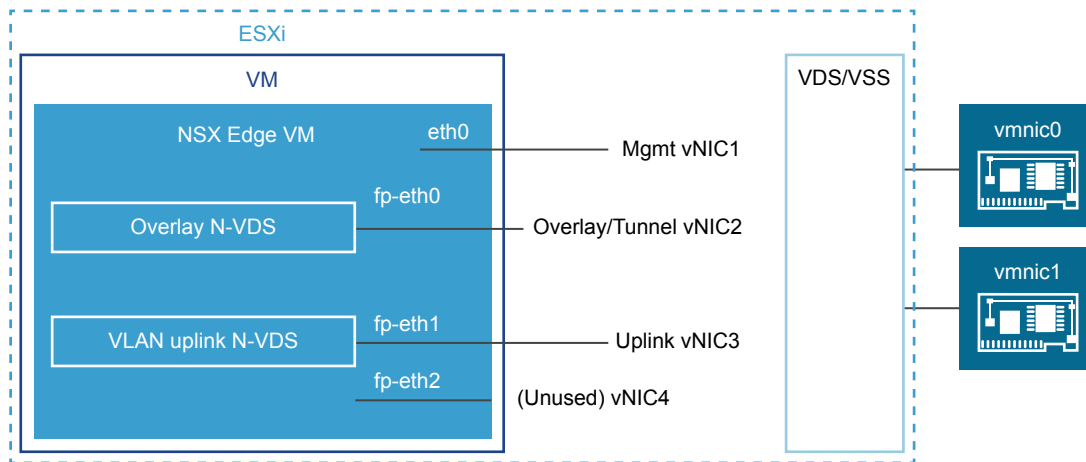 ESXi
VM
VDS/VSS
NSX Edge VM
eth0
Mgmt vNIC1
vmnic0
fp-eth0
Overlay N-VDS
Overlay/Tunnel vNIC2
vmnic1
fp-eth1
VLAN uplink N-VDS
Uplink vNIC3
fp-eth2
(Unused) vNIC4